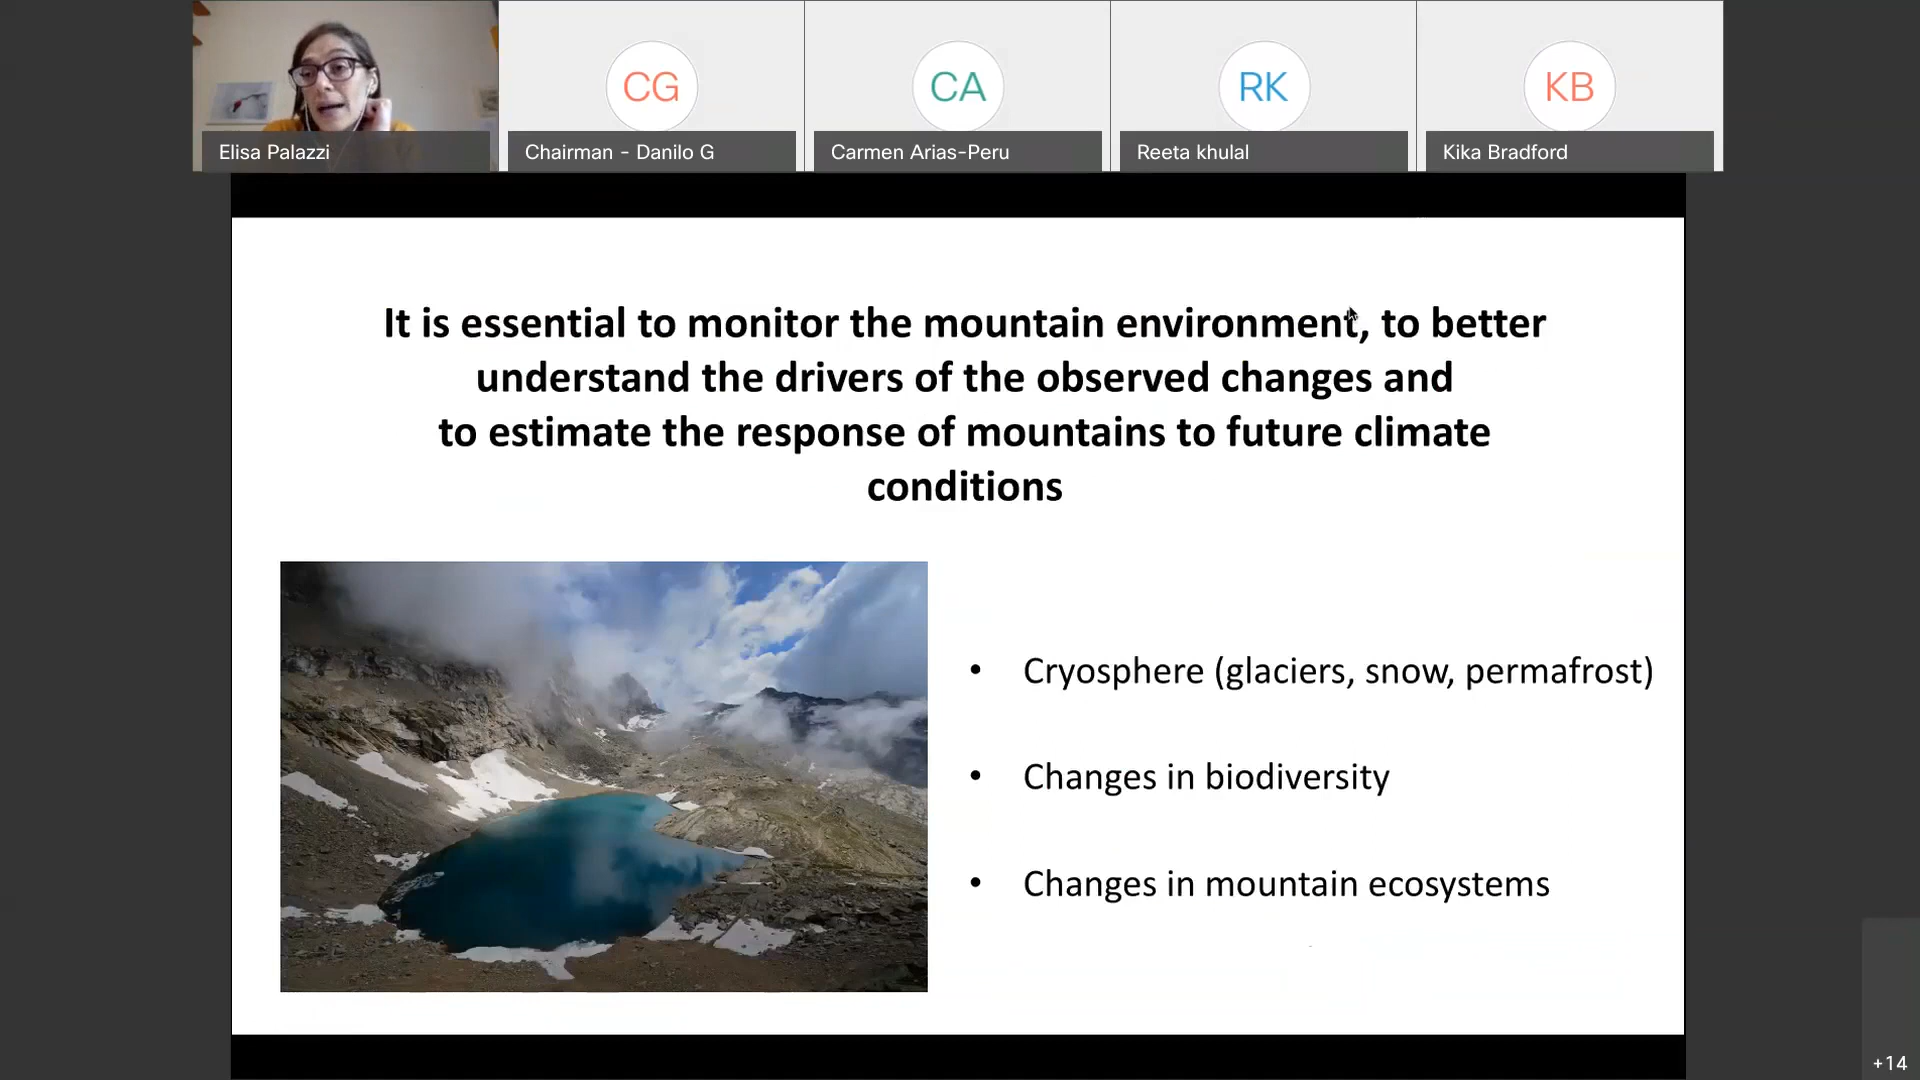 CG
CA
RK
KB
Elisa Palazzi
Chairman - Danilo G
Carmen Arias-Peru
Reeta khulal
Kika Bradford
It is essential to monitor the mountain environment, to better
understand the drivers of the observed changes and
to estimate the response of mountains to future climate
conditions
• Cryosphere (glaciers, snow, permafrost)
• Changes in biodiversity
• Changes in mountain ecosystems
+14